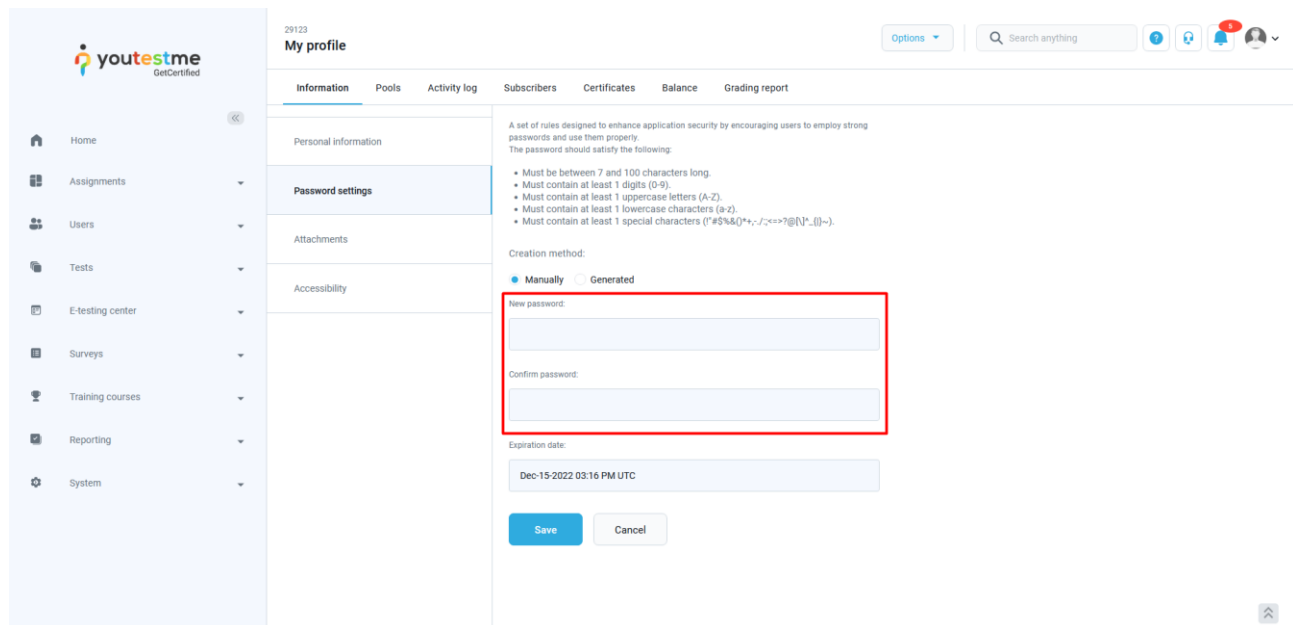 youtestme
GetCertified
29123
My profile
Options
Search anything
?
5
Information
Pools
Activity log
Subscribers
Certificates
Balance
Grading report
Home
Assignments
Users
Tests
E-testing center
Surveys
Training courses
Reporting
System
Personal information
Password settings
Attachments
Accessibility
A set of rules designed to enhance application security by encouraging users to employ strong
passwords and use them properly.
The password should satisfy the following:
• Must be between 7 and 100 characters long.
• Must contain at least 1 digits (0-9).
• Must contain at least 1 uppercase letters (A-Z).
• Must contain at least 1 lowercase characters (a-z).
• Must contain at least 1 special characters (!"#$%&()*+,-./:;<=>?@[\]^_{|}~).
Creation method:
Manually
Generated
New password:
Confirm password:
Expiration date:
Dec-15-2022 03:16 PM UTC
Save
Cancel